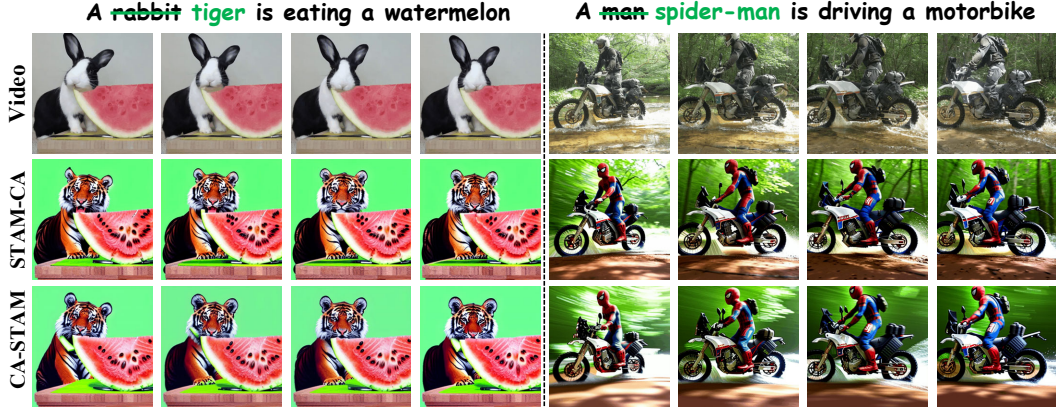 A rabbit tiger is eating a watermelon
A man spider-man is driving a motorbike
Video
STAM-CA
CA-STAM